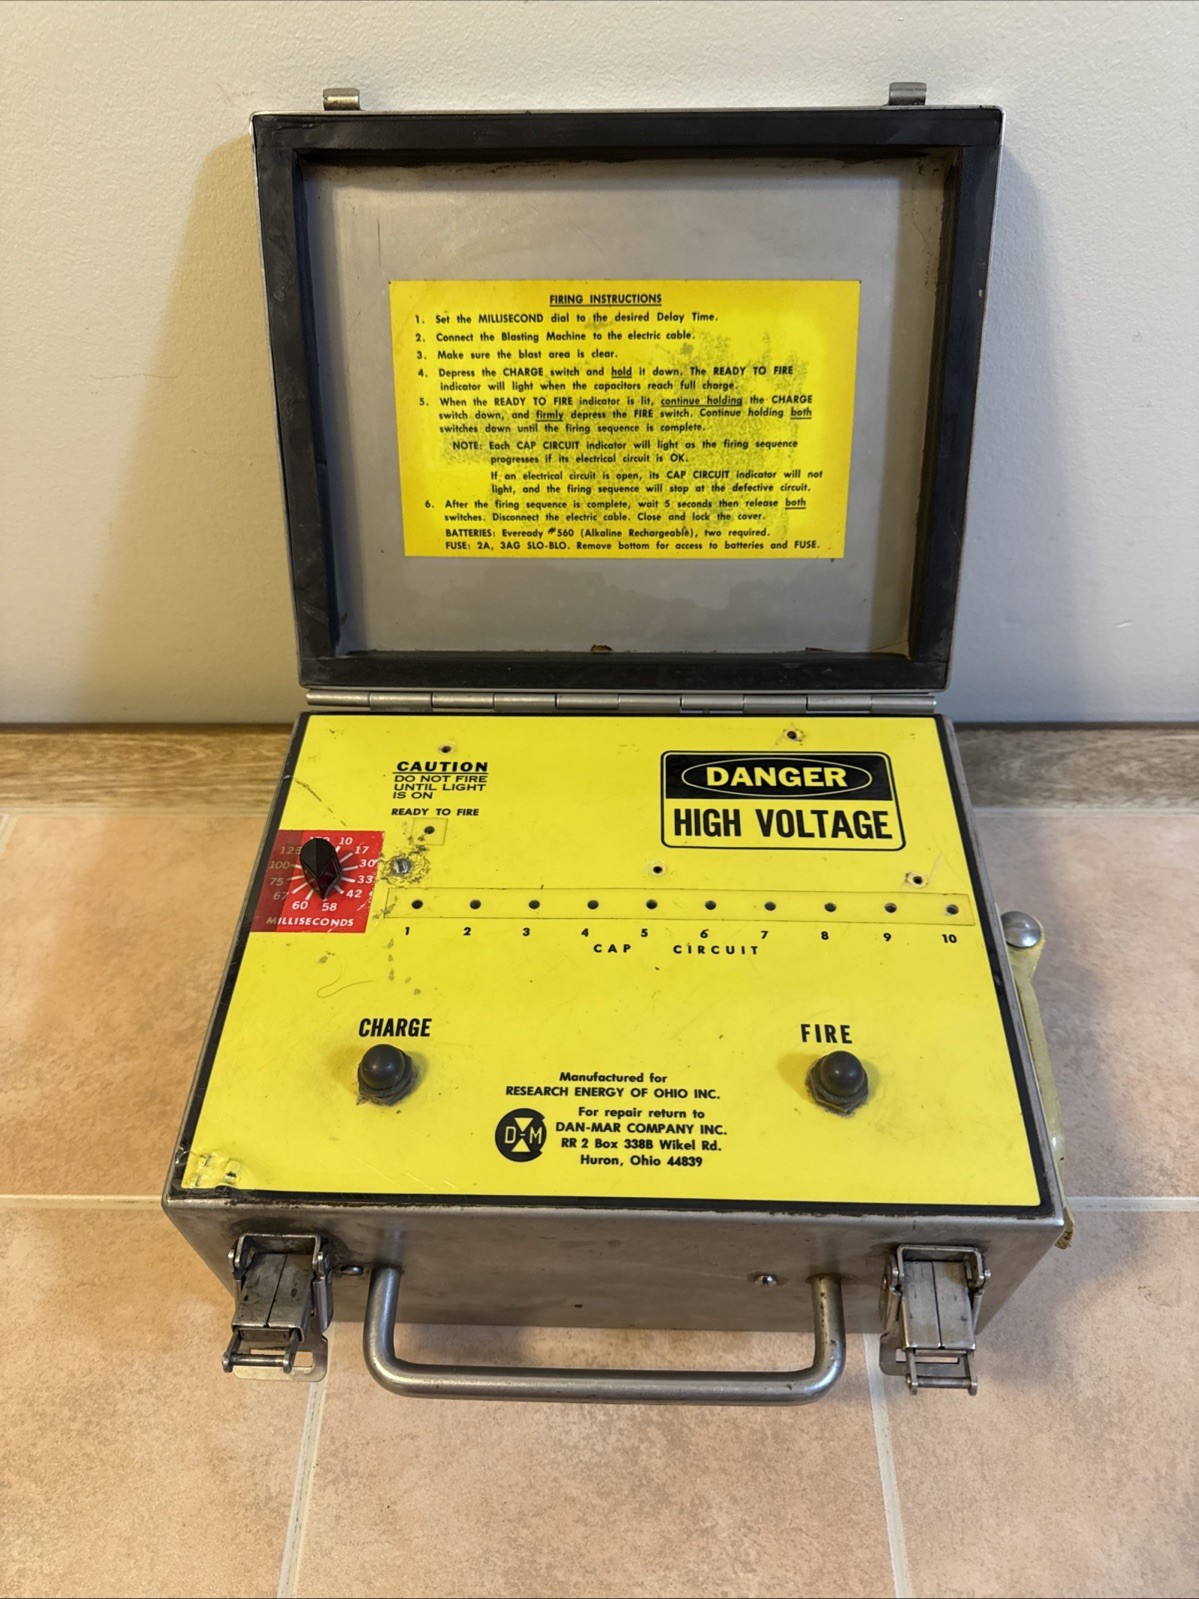 FIRING INSTRUCTIONS
1. Set the MILLISECOND dial to the desired Delay Time.
2. Connect the Blasting Machine to the electric cable.
3. Make sure the blast area is clear.
4. Depress the CHARGE switch and hold it down. The READY TO FIRE
indicator will light when the capacitors reach full charge.
5. When the READY TO FIRE indicator is lit, continue holding the CHARGE
switch down, and firmly depress the FIRE switch. Continue holding both
switches down until the firing sequence is complete.
NOTE: Each CAP CIRCUIT indicator will light as the firing sequence
progresses if its electrical circuit is OK.
If an electrical circuit is open, its CAP CIRCUIT indicator will not
light, and the firing sequence will stop at the defective circuit.
6. After the firing sequence is complete, wait 5 seconds then release both
switches. Disconnect the electric cable. Close and lock the cover.
BATTERIES: Eveready #560 (Alkaline Rechargeable), two required.
FUSE: 2A, 3AG SLO-BLO. Remove bottom for access to batteries and FUSE.
CAUTION
DO NOT FIRE
UNTIL LIGHT
IS ON
READY TO FIRE
DANGER
HIGH VOLTAGE
10
17
30
33
42
58
60
67
75
100
MILLISECONDS
1 2 3 4 5 6 7 8 9 10
CAP CIRCUIT
CHARGE
FIRE
Manufactured for
RESEARCH ENERGY OF OHIO INC.
For repair return to
D-M
DAN-MAR COMPANY INC.
RR 2 Box 338B Wikel Rd.
Huron, Ohio 44839